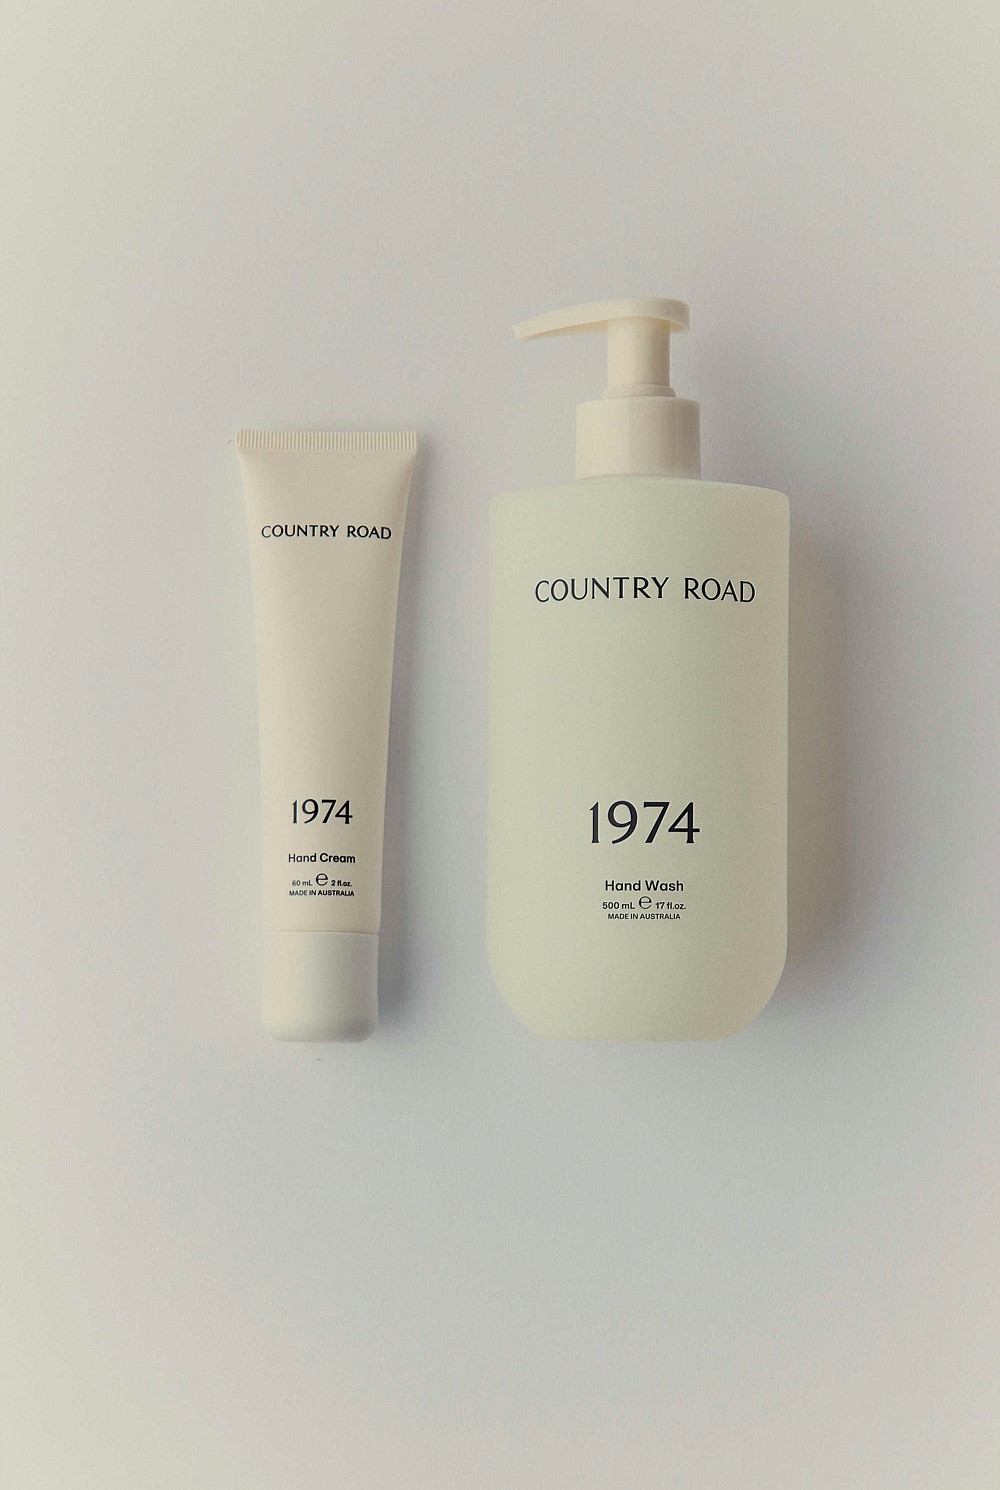 COUNTRY ROAD
1974
Hand Cream
60 mL ℮ 2 fl.oz.
MADE IN AUSTRALIA
COUNTRY ROAD
1974
Hand Wash
500 mL ℮ 17 fl.oz.
MADE IN AUSTRALIA